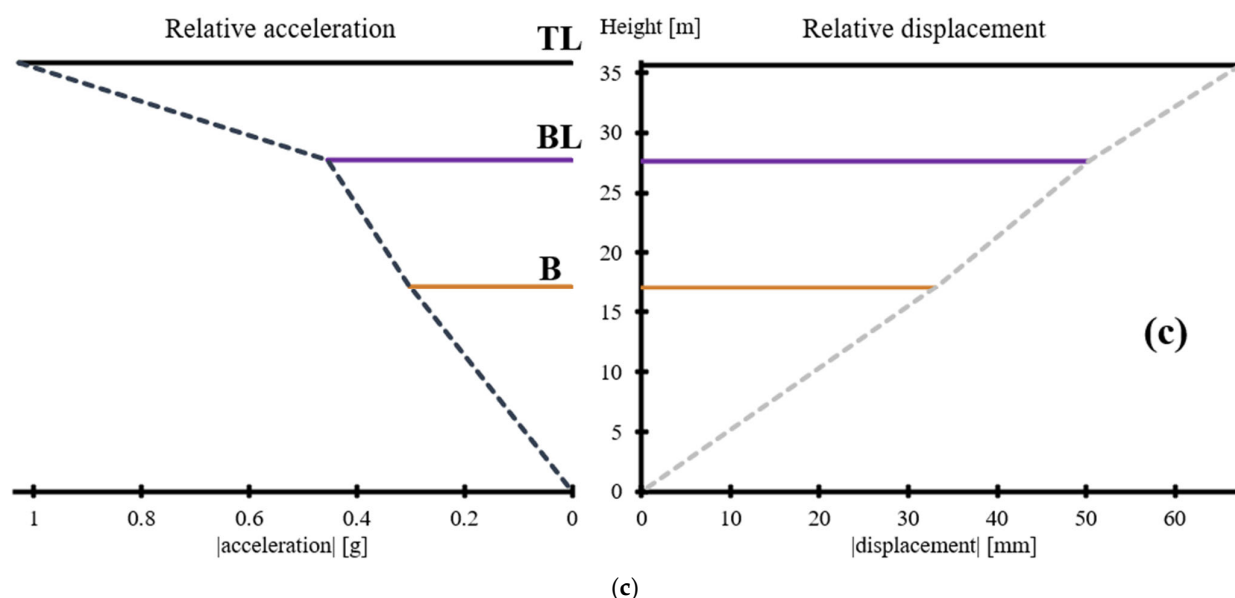 Relative acceleration
TL
BL
B
1 0.8 0.6 0.4 0.2 0
|acceleration| [g]
Height [m]
Relative displacement
35
30
25
20
15
10
5
0
(c)
0 10 20 30 40 50 60
|displacement| [mm]
(c)